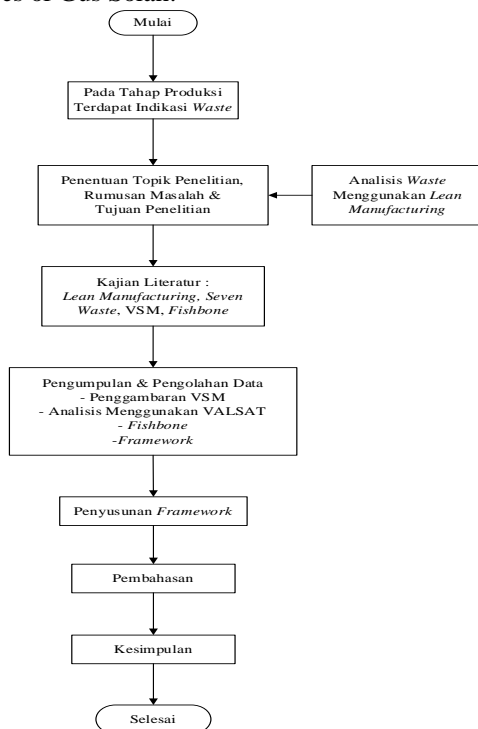 Mulai
Pada Tahap Produksi
Terdapat Indikasi Waste
Penentuan Topik Penelitian,
Rumusan Masalah &
Tujuan Penelitian
Analisis Waste
Menggunakan Lean
Manufacturing
Kajian Literatur :
Lean Manufacturing, Seven
Waste, VSM, Fishbone
Pengumpulan & Pengolahan Data
- Penggambaran VSM
- Analisis Menggunakan VALSAT
- Fishbone
-Framework
Penyusunan Framework
Pembahasan
Kesimpulan
Selesai